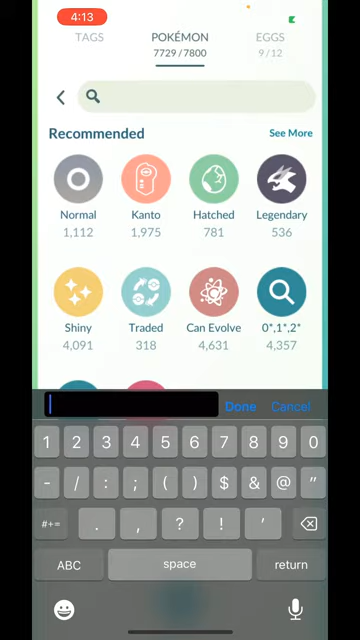 4:13
TAGS
POKÉMON
EGGS
7729 / 7800
9 / 12
Recommended
See More
Normal
Kanto
Hatched
Legendary
1,112
1,975
781
536
Shiny
Traded
Can Evolve
0*,1*,2*
4,091
318
4,631
4,357
Done
Cancel
1 2 3 4 5 6 7 8 9 0
- / : ; ( ) $ & @ "
#+= . , ? ! '
ABC
space
return